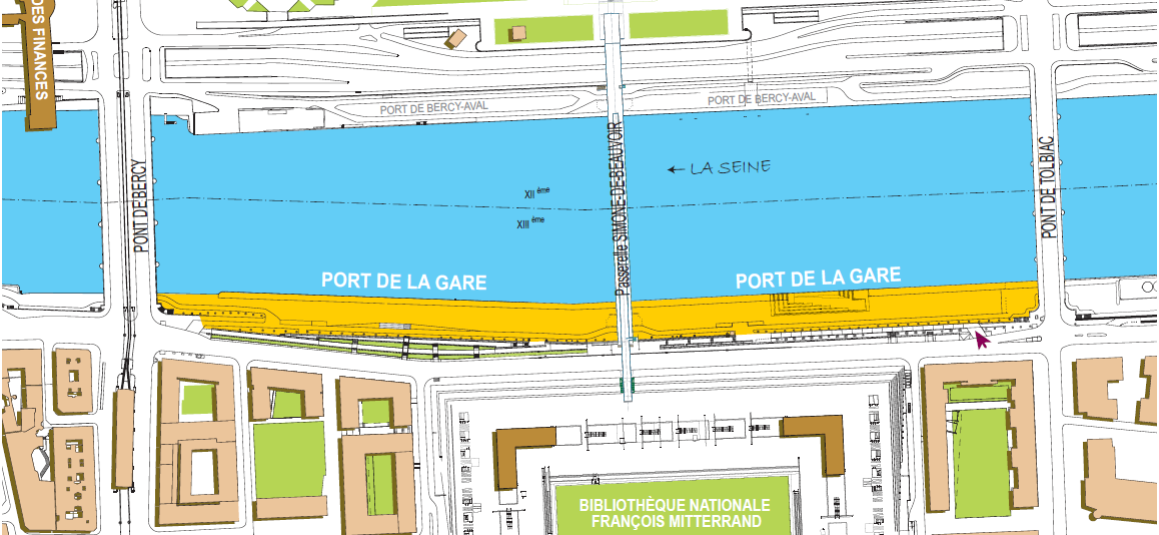 DES FINANCES
PORT DE BERCY-AVAL
PORT DE BERCY-AVAL
PONT DE BERCY
Passerelle SIMONE-DE-BEAUVOIR
← LA SEINE
PONT DE TOLBIAC
XII ème
XIII ème
PORT DE LA GARE
PORT DE LA GARE
BIBLIOTHÈQUE NATIONALE
FRANÇOIS MITTERRAND